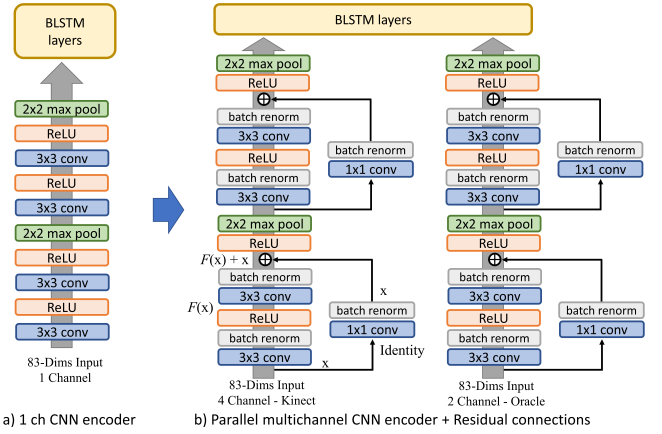 BLSTM
layers
2x2 max pool
ReLU
3x3 conv
ReLU
3x3 conv
2x2 max pool
ReLU
3x3 conv
ReLU
3x3 conv
83-Dims Input
1 Channel
a) 1 ch CNN encoder
BLSTM layers
2x2 max pool
ReLU
batch renorm
3x3 conv
ReLU
batch renorm
3x3 conv
batch renorm
1x1 conv
2x2 max pool
ReLU
F(x) + x
batch renorm
F(x)
3x3 conv
ReLU
batch renorm
3x3 conv
x
batch renorm
1x1 conv
Identity
x
83-Dims Input
4 Channel - Kinect
2x2 max pool
ReLU
batch renorm
3x3 conv
ReLU
batch renorm
3x3 conv
batch renorm
1x1 conv
2x2 max pool
ReLU
batch renorm
3x3 conv
ReLU
batch renorm
3x3 conv
batch renorm
1x1 conv
83-Dims Input
2 Channel - Oracle
b) Parallel multichannel CNN encoder + Residual connections